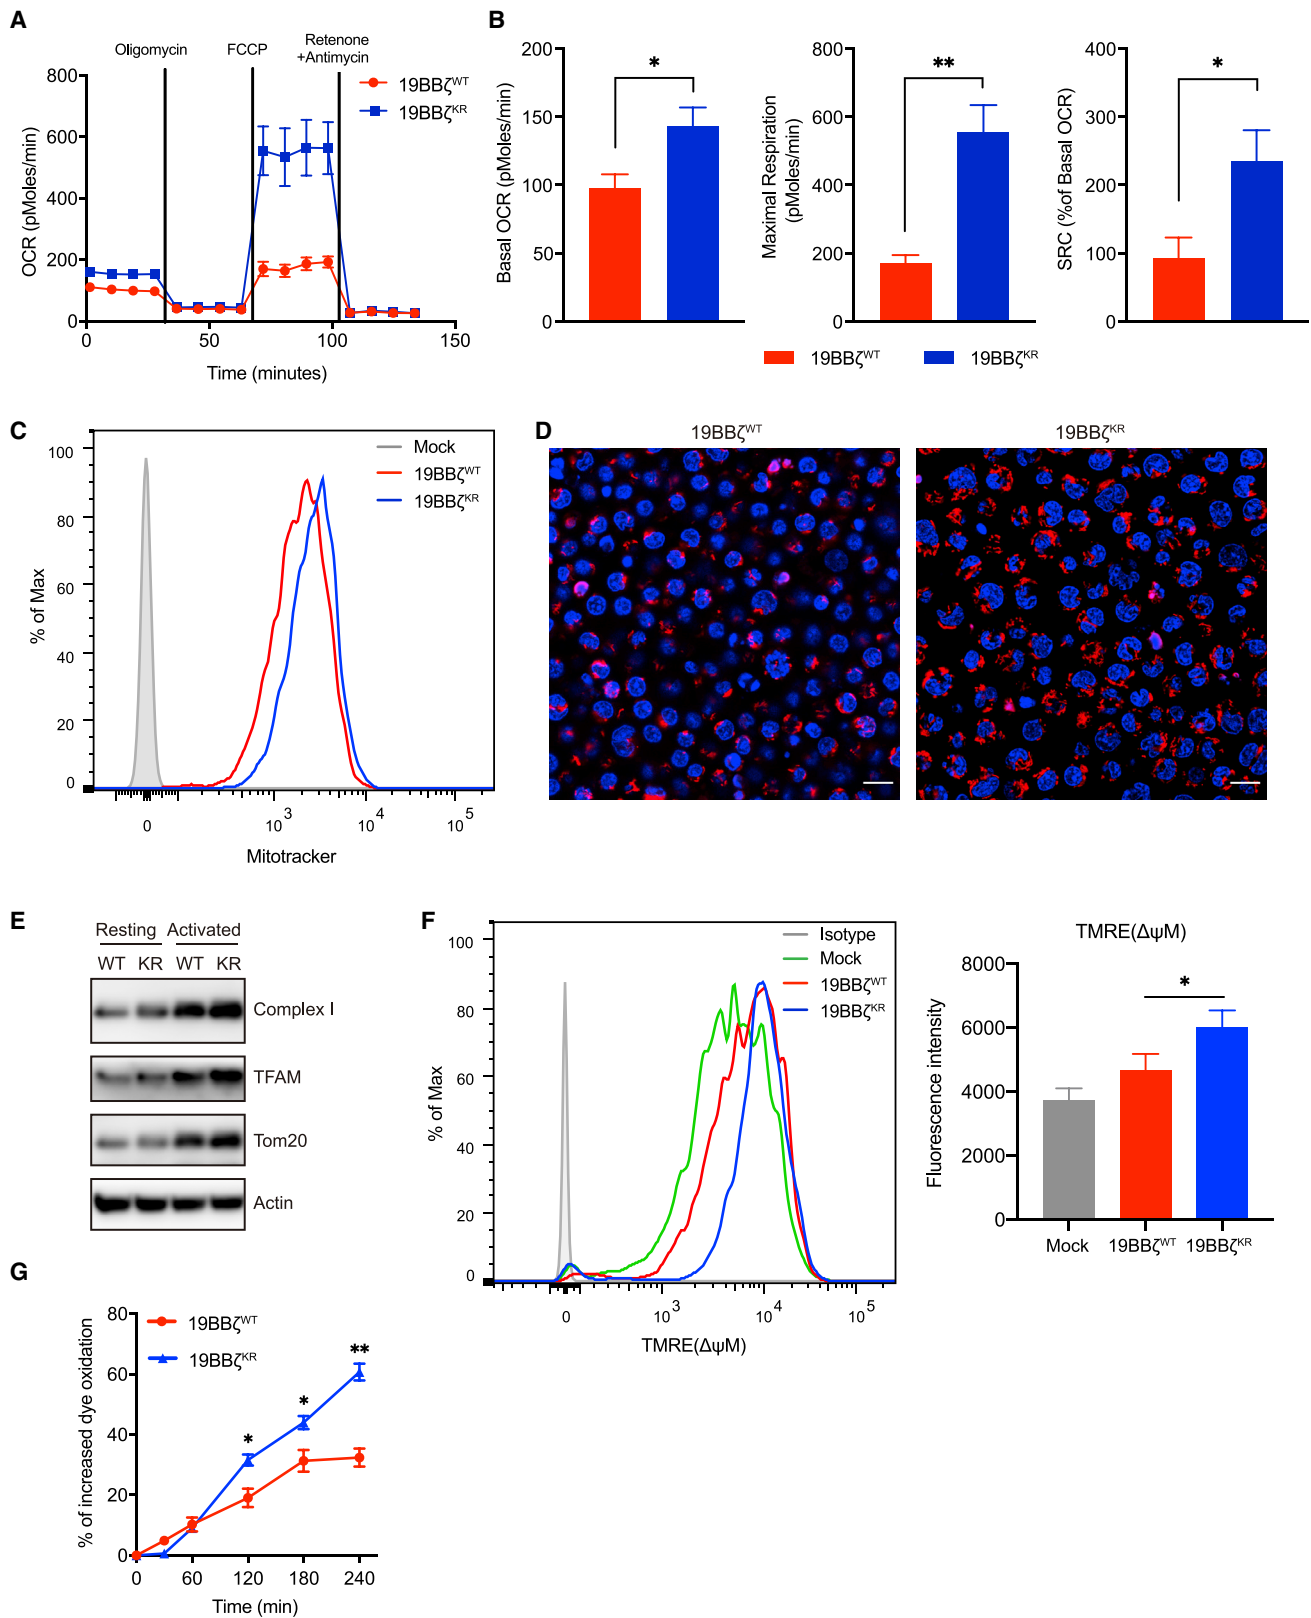 A
Oligomycin
FCCP
Retenone
+Antimycin
800
600
400
200
0
OCR (pMoles/min)
0
50
100
150
Time (minutes)
19BBζWT
19BBζKR
B
200
150
100
50
0
Basal OCR (pMoles/min)
*
800
600
400
200
0
Maximal Respiration
(pMoles/min)
**
400
300
200
100
0
SRC (%of Basal OCR)
*
19BBζWT
19BBζKR
C
100
80
60
40
20
0
% of Max
Mock
19BBζWT
19BBζKR
0
10 3
10 4
10 5
Mitotracker
D
19BBζWT
19BBζKR
E
Resting Activated
WT KR WT KR
Complex I
TFAM
Tom20
Actin
F
100
80
60
40
20
0
% of Max
Isotype
Mock
19BBζWT
19BBζKR
0
10 3
10 4
10 5
TMRE(ΔψM)
TMRE(ΔψM)
8000
6000
4000
2000
0
Fluorescence intensity
*
Mock 19BBζWT 19BBζKR
G
80
60
40
20
0
% of increased dye oxidation
19BBζWT
19BBζKR
*
*
**
0 60 120 180 240
Time (min)